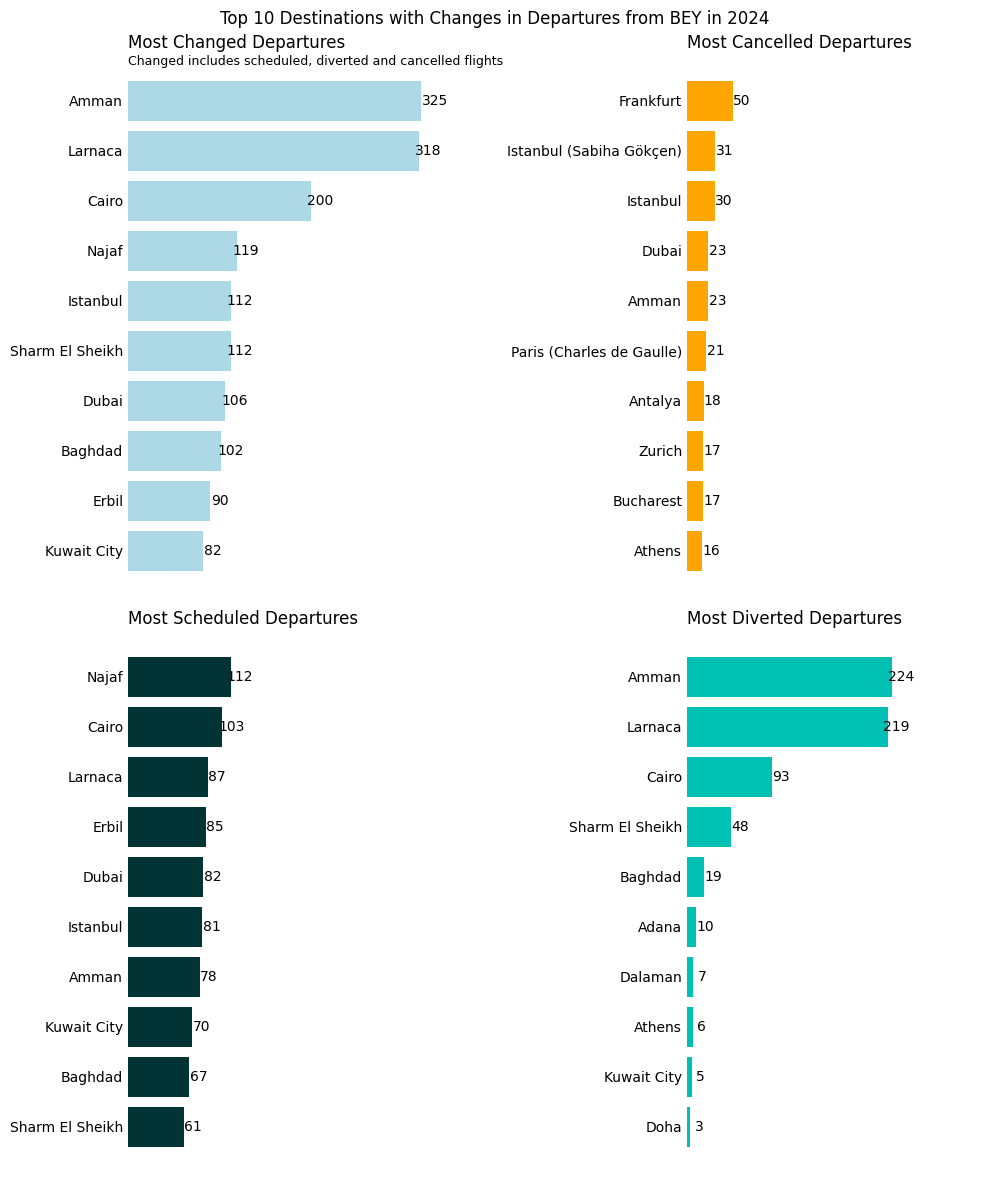 Top 10 Destinations with Changes in Departures from BEY in 2024
Most Changed Departures
Changed includes scheduled, diverted and cancelled flights
Amman 325
Larnaca 318
Cairo 200
Najaf 119
Istanbul 112
Sharm El Sheikh 112
Dubai 106
Baghdad 102
Erbil 90
Kuwait City 82
Most Cancelled Departures
Frankfurt 50
Istanbul (Sabiha Gökçen) 31
Istanbul 30
Dubai 23
Amman 23
Paris (Charles de Gaulle) 21
Antalya 18
Zurich 17
Bucharest 17
Athens 16
Most Scheduled Departures
Najaf 112
Cairo 103
Larnaca 87
Erbil 85
Dubai 82
Istanbul 81
Amman 78
Kuwait City 70
Baghdad 67
Sharm El Sheikh 61
Most Diverted Departures
Amman 224
Larnaca 219
Cairo 93
Sharm El Sheikh 48
Baghdad 19
Adana 10
Dalaman 7
Athens 6
Kuwait City 5
Doha 3